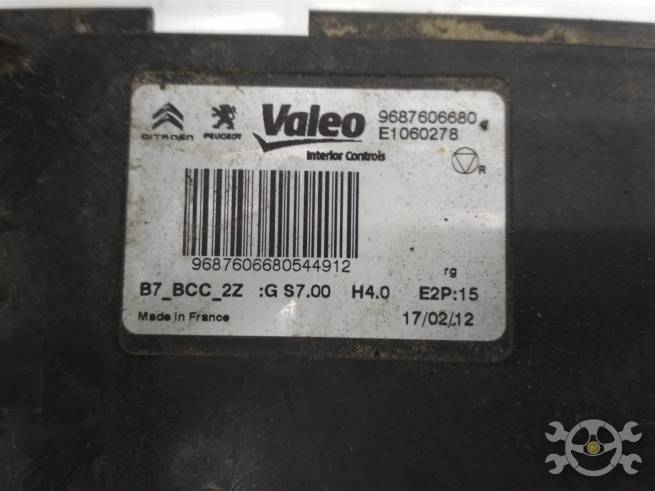 CITROËN PEUGEOT Valeo 9687606680
E1060278
Interior Controls
R
9687606680544912
rg
B7_BCC_2Z :G S7.00 H4.0 E2P:15
Made in France 17/02/12